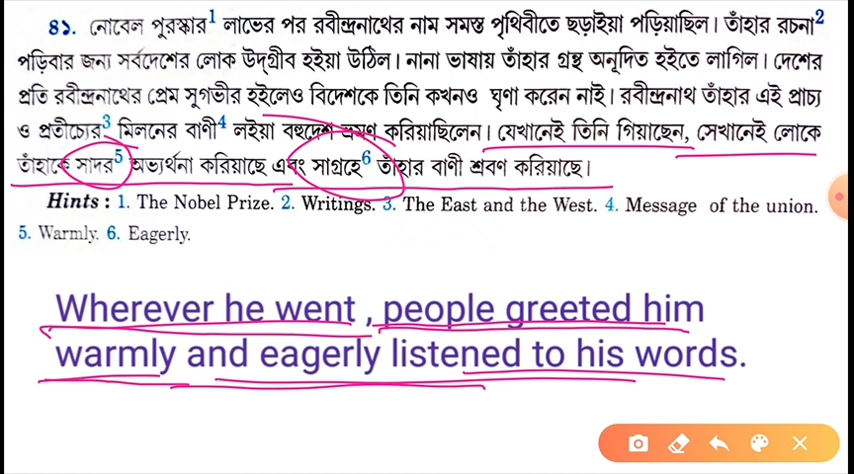 ৪১. নোবেল পুরস্কার¹ লাভের পর রবীন্দ্রনাথের নাম সমস্ত পৃথিবীতে ছড়াইয়া পড়িয়াছিল। তাঁহার রচনা²
পড়িবার জন্য সর্বদেশের লোক উদ্গ্রীব হইয়া উঠিল। নানা ভাষায় তাঁহার গ্রন্থ অনূদিত হইতে লাগিল। দেশের
প্রতি রবীন্দ্রনাথের প্রেম সুগভীর হইলেও বিদেশকে তিনি কখনও ঘৃণা করেন নাই। রবীন্দ্রনাথ তাঁহার এই প্রাচ্য
ও প্রতীচ্যের³ মিলনের বাণী⁴ লইয়া বহুদেশ ভ্রমণ করিয়াছিলেন। যেখানেই তিনি গিয়াছেন, সেখানেই লোকে
তাঁহাকে সাদর⁵ অভ্যর্থনা করিয়াছে এবং সাগ্রহে⁶ তাঁহার বাণী শ্রবণ করিয়াছে।
Hints : 1. The Nobel Prize. 2. Writings. 3. The East and the West. 4. Message of the union.
5. Warmly. 6. Eagerly.
Wherever he went , people greeted him
warmly and eagerly listened to his words.